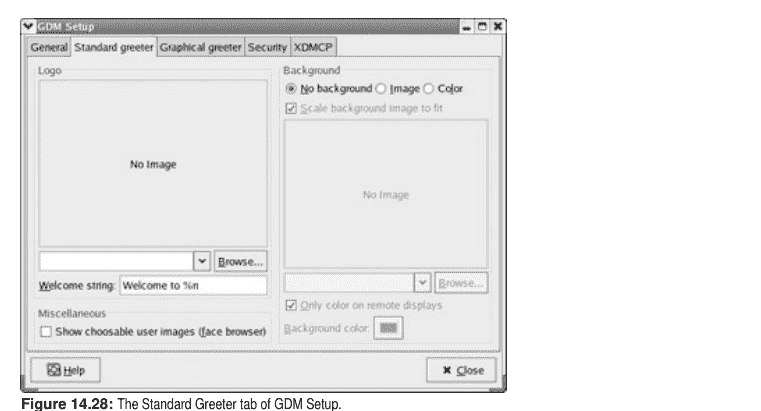 GDM Setup
General Standard greeter Graphical greeter Security XDMCP
Logo
No Image
Browse...
Welcome string: Welcome to %n
Miscellaneous
Show choosable user images (face browser)
Background
No background Image Color
Scale background image to fit
No Image
Browse...
Only color on remote displays
Background color:
Help
Close
Figure 14.28: The Standard Greeter tab of GDM Setup.